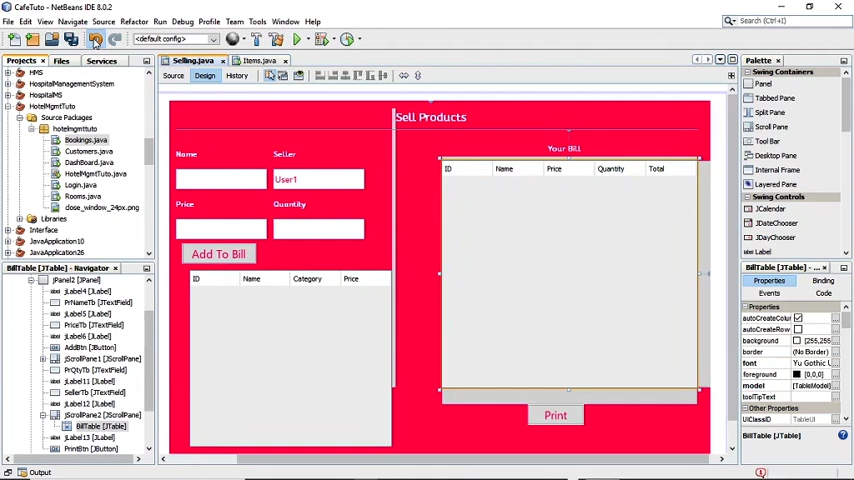 CafeTuto - NetBeans IDE 8.0.2
File Edit View Navigate Source Refactor Run Debug Profile Team Tools Window Help
Search (Ctrl+I)
<default config>
Projects Files Services
Selling.java Items.java
Palette
Source Design History
HMS
HospitalManagementSystem
HospitalMS
HotelMgmtTuto
Source Packages
hotelmgmttuto
Bookings.java
Customers.java
DashBoard.java
HotelMgmtTuto.java
Login.java
Rooms.java
close_window_24px.png
Libraries
Interface
JavaApplication10
JavaApplication26
BillTable [JTable] - Navigator
jPanel2 [JPanel]
jLabel4 [JLabel]
PrNameTb [JTextField]
jLabel5 [JLabel]
PriceTb [JTextField]
jLabel6 [JLabel]
AddBtn [JButton]
jScrollPane1 [JScrollPane]
PrQtyTb [JTextField]
jLabel11 [JLabel]
SellerTb [JTextField]
jLabel12 [JLabel]
jScrollPane2 [JScrollPane]
BillTable [JTable]
jLabel13 [JLabel]
PrintBtn [JButton]
Output
Sell Products
Name Seller
User1
Price Quantity
Add To Bill
ID Name Category Price
Your Bill
ID Name Price Quantity Total
Print
Swing Containers
Panel
Tabbed Pane
Split Pane
Scroll Pane
Tool Bar
Desktop Pane
Internal Frame
Layered Pane
Swing Controls
JCalendar
JDateChooser
JDayChooser
Label
BillTable [JTable] - ...
Properties Binding
Events Code
Properties
autoCreateColu
autoCreateRow
background [255,255
border (No Border)
font Yu Gothic U
foreground [0,0,0]
model [TableModel]
toolTipText
Other Properties
UIClassID TableUI
BillTable [JTable]